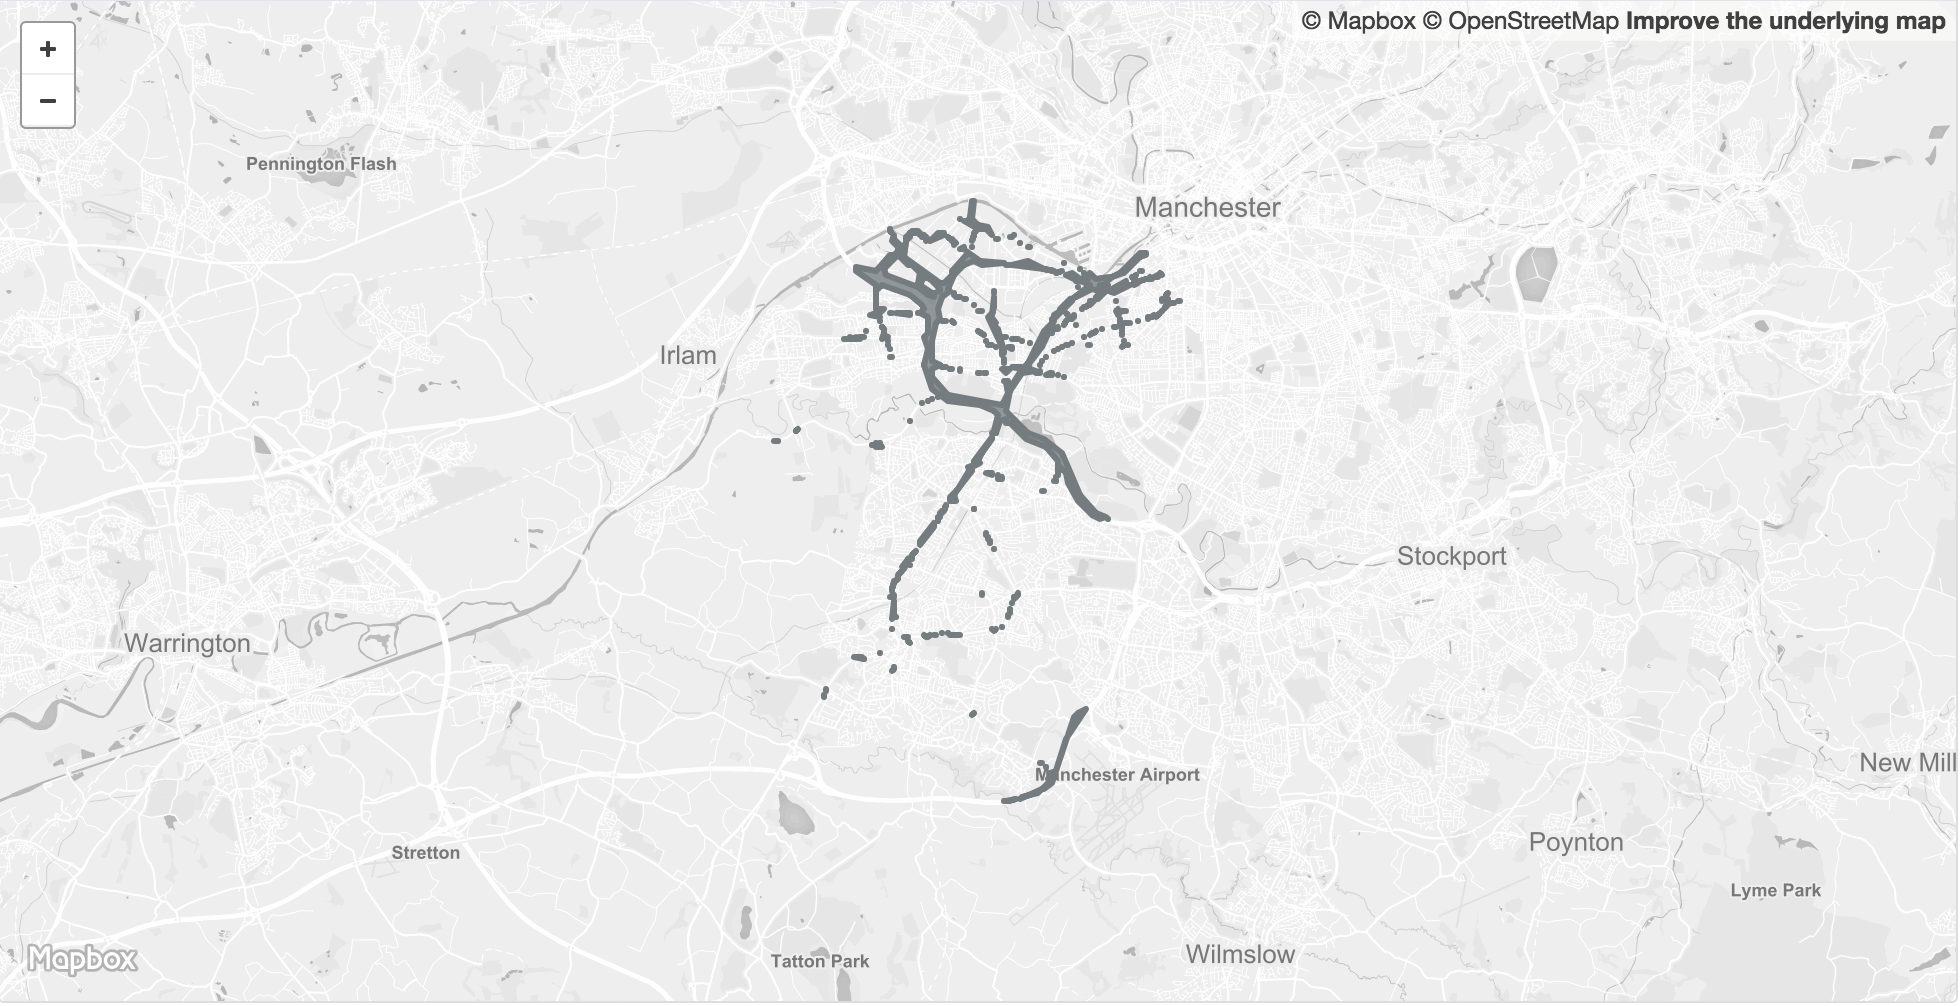 © Mapbox © OpenStreetMap Improve the underlying map
+
−
Pennington Flash
Manchester
Irlam
Stockport
Warrington
New Mill
Manchester Airport
Poynton
Stretton
Lyme Park
Wilmslow
Mapbox
Tatton Park